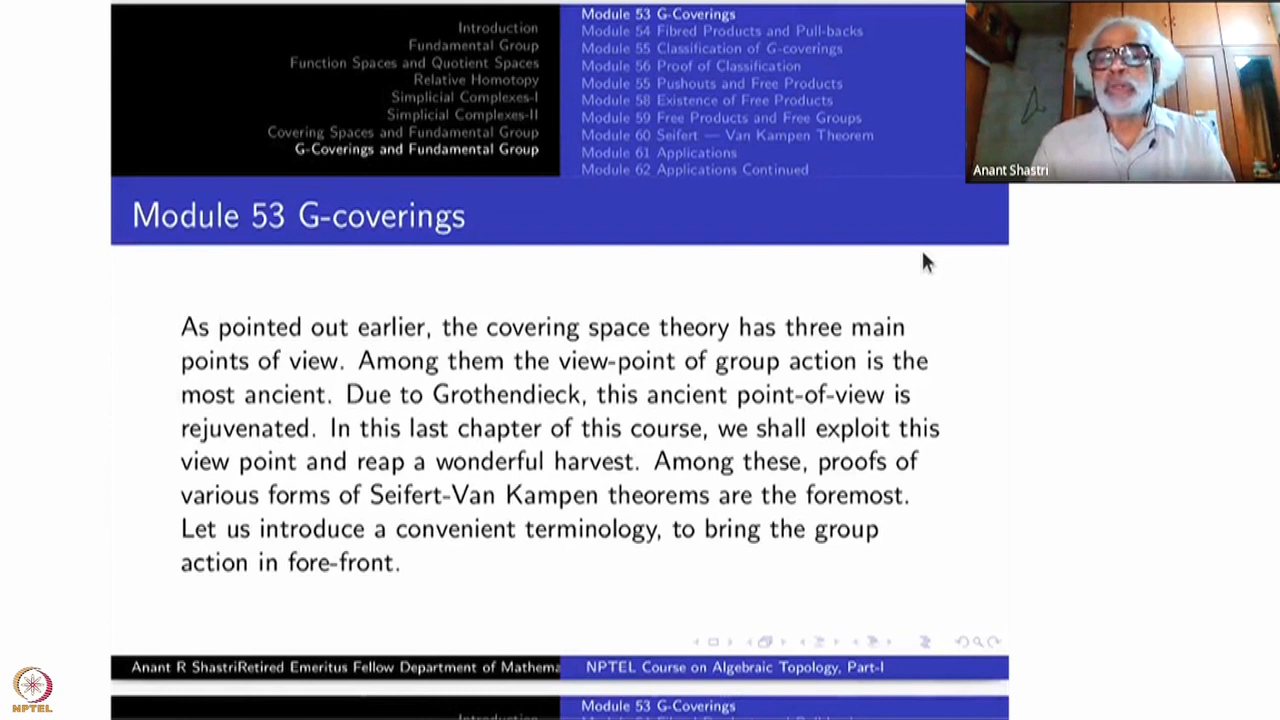 Introduction
Fundamental Group
Function Spaces and Quotient Spaces
Relative Homotopy
Simplicial Complexes-I
Simplicial Complexes-II
Covering Spaces and Fundamental Group
G-Coverings and Fundamental Group
Module 53 G-Coverings
Module 54 Fibred Products and Pull-backs
Module 55 Classification of G-coverings
Module 56 Proof of Classification
Module 55 Pushouts and Free Products
Module 58 Existence of Free Products
Module 59 Free Products and Free Groups
Module 60 Seifert — Van Kampen Theorem
Module 61 Applications
Module 62 Applications Continued
Anant Shastri
Module 53 G-coverings
As pointed out earlier, the covering space theory has three main
points of view. Among them the view-point of group action is the
most ancient. Due to Grothendieck, this ancient point-of-view is
rejuvenated. In this last chapter of this course, we shall exploit this
view point and reap a wonderful harvest. Among these, proofs of
various forms of Seifert-Van Kampen theorems are the foremost.
Let us introduce a convenient terminology, to bring the group
action in fore-front.
Anant R ShastriRetired Emeritus Fellow Department of Mathema
NPTEL Course on Algebraic Topology, Part-I
NPTEL
Module 53 G-Coverings